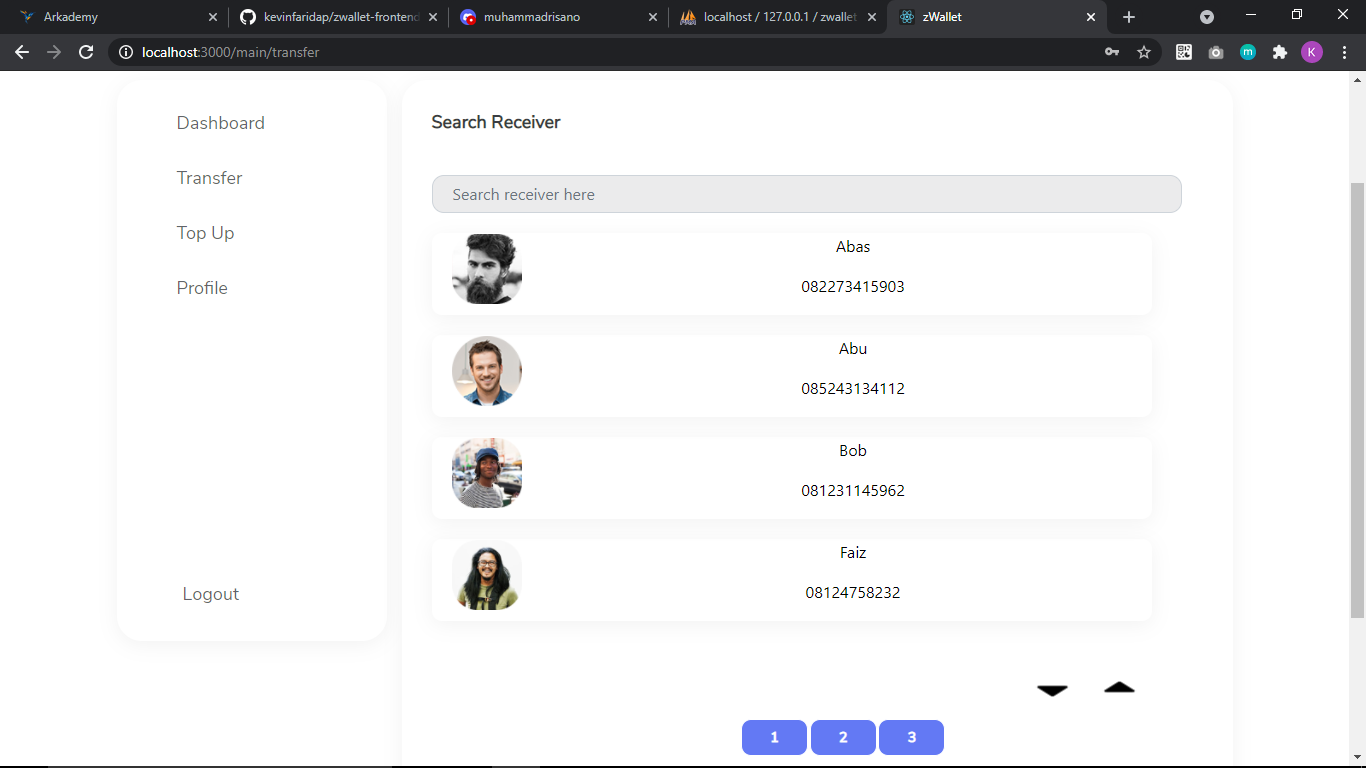 Arkademy
kevinfaridap/zwallet-frontend
muhammadrisano
localhost / 127.0.0.1 / zwallet
zWallet
localhost:3000/main/transfer
K
m
Dashboard
Transfer
Top Up
Profile
Logout
Search Receiver
Search receiver here
Abas
082273415903
Abu
085243134112
Bob
081231145962
Faiz
08124758232
1
2
3